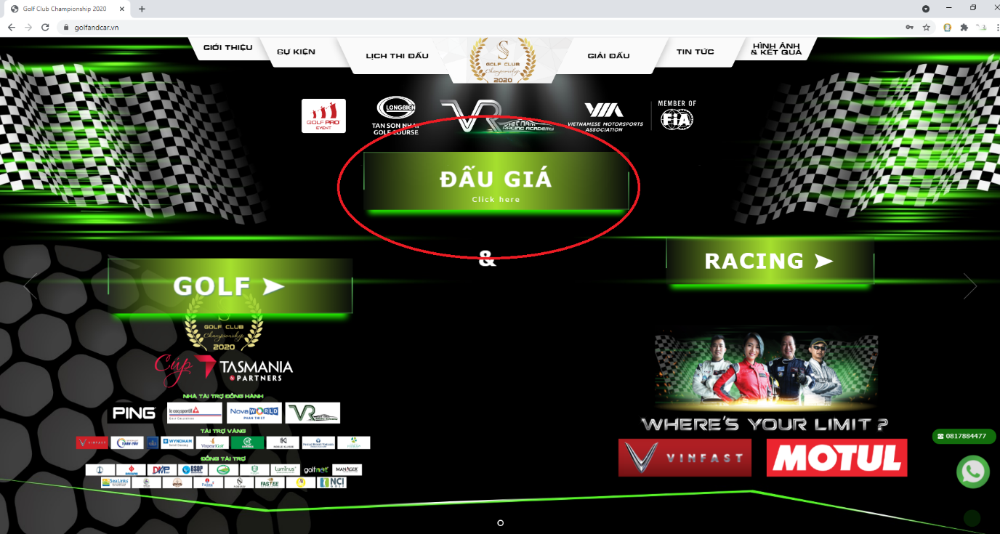 Golf Club Championship 2020
golfandcar.vn
GIỚI THIỆU
SỰ KIỆN
LỊCH THI ĐẤU
S
GOLF CLUB
Championship
2020
GIẢI ĐẤU
TIN TỨC
HÌNH ẢNH
& KẾT QUẢ
GOLF PRO
EVENT
LONGBIEN
TAN SON NHAT
GOLF COURSE
VR
VIETNAM
RACING ACADEMY
VMA
VIETNAMESE MOTORSPORTS
ASSOCIATION
MEMBER OF
FIA
ĐẤU GIÁ
Click here
&
GOLF ➤
RACING ➤
GOLF CLUB
Championship
2020
Cúp TASMANIA
& PARTNERS
NHÀ TÀI TRỢ ĐỒNG HÀNH
PING
le coq sportif
GOLF COLLECTION
NovaWORLD
PHAN THIET
VR
TÀI TRỢ VÀNG
VINFAST
WYNDHAM
ĐỒNG TÀI TRỢ
DMP
BSOP
Luminus
golfnet
MANAGER
SeaLinks
FASTEE
NCI
GOLF
WHERE'S YOUR LIMIT ?
VINFAST
MOTUL
☎ 0817884477